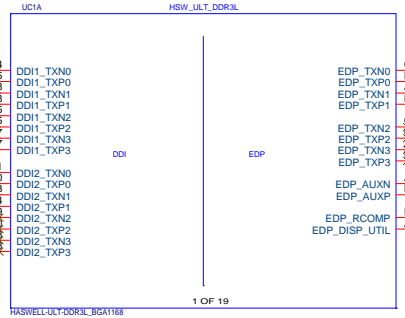 UC1A
HSW_ULT_DDR3L
DDI1_TXN0
DDI1_TXP0
DDI1_TXN1
DDI1_TXP1
DDI1_TXN2
DDI1_TXP2
DDI1_TXN3
DDI1_TXP3
DDI2_TXN0
DDI2_TXP0
DDI2_TXN1
DDI2_TXP1
DDI2_TXN2
DDI2_TXP2
DDI2_TXN3
DDI2_TXP3
DDI
EDP
EDP_TXN0
EDP_TXP0
EDP_TXN1
EDP_TXP1
EDP_TXN2
EDP_TXP2
EDP_TXN3
EDP_TXP3
EDP_AUXN
EDP_AUXP
EDP_RCOMP
EDP_DISP_UTIL
1 OF 19
HASWELL-ULT-DDR3L_BGA1168